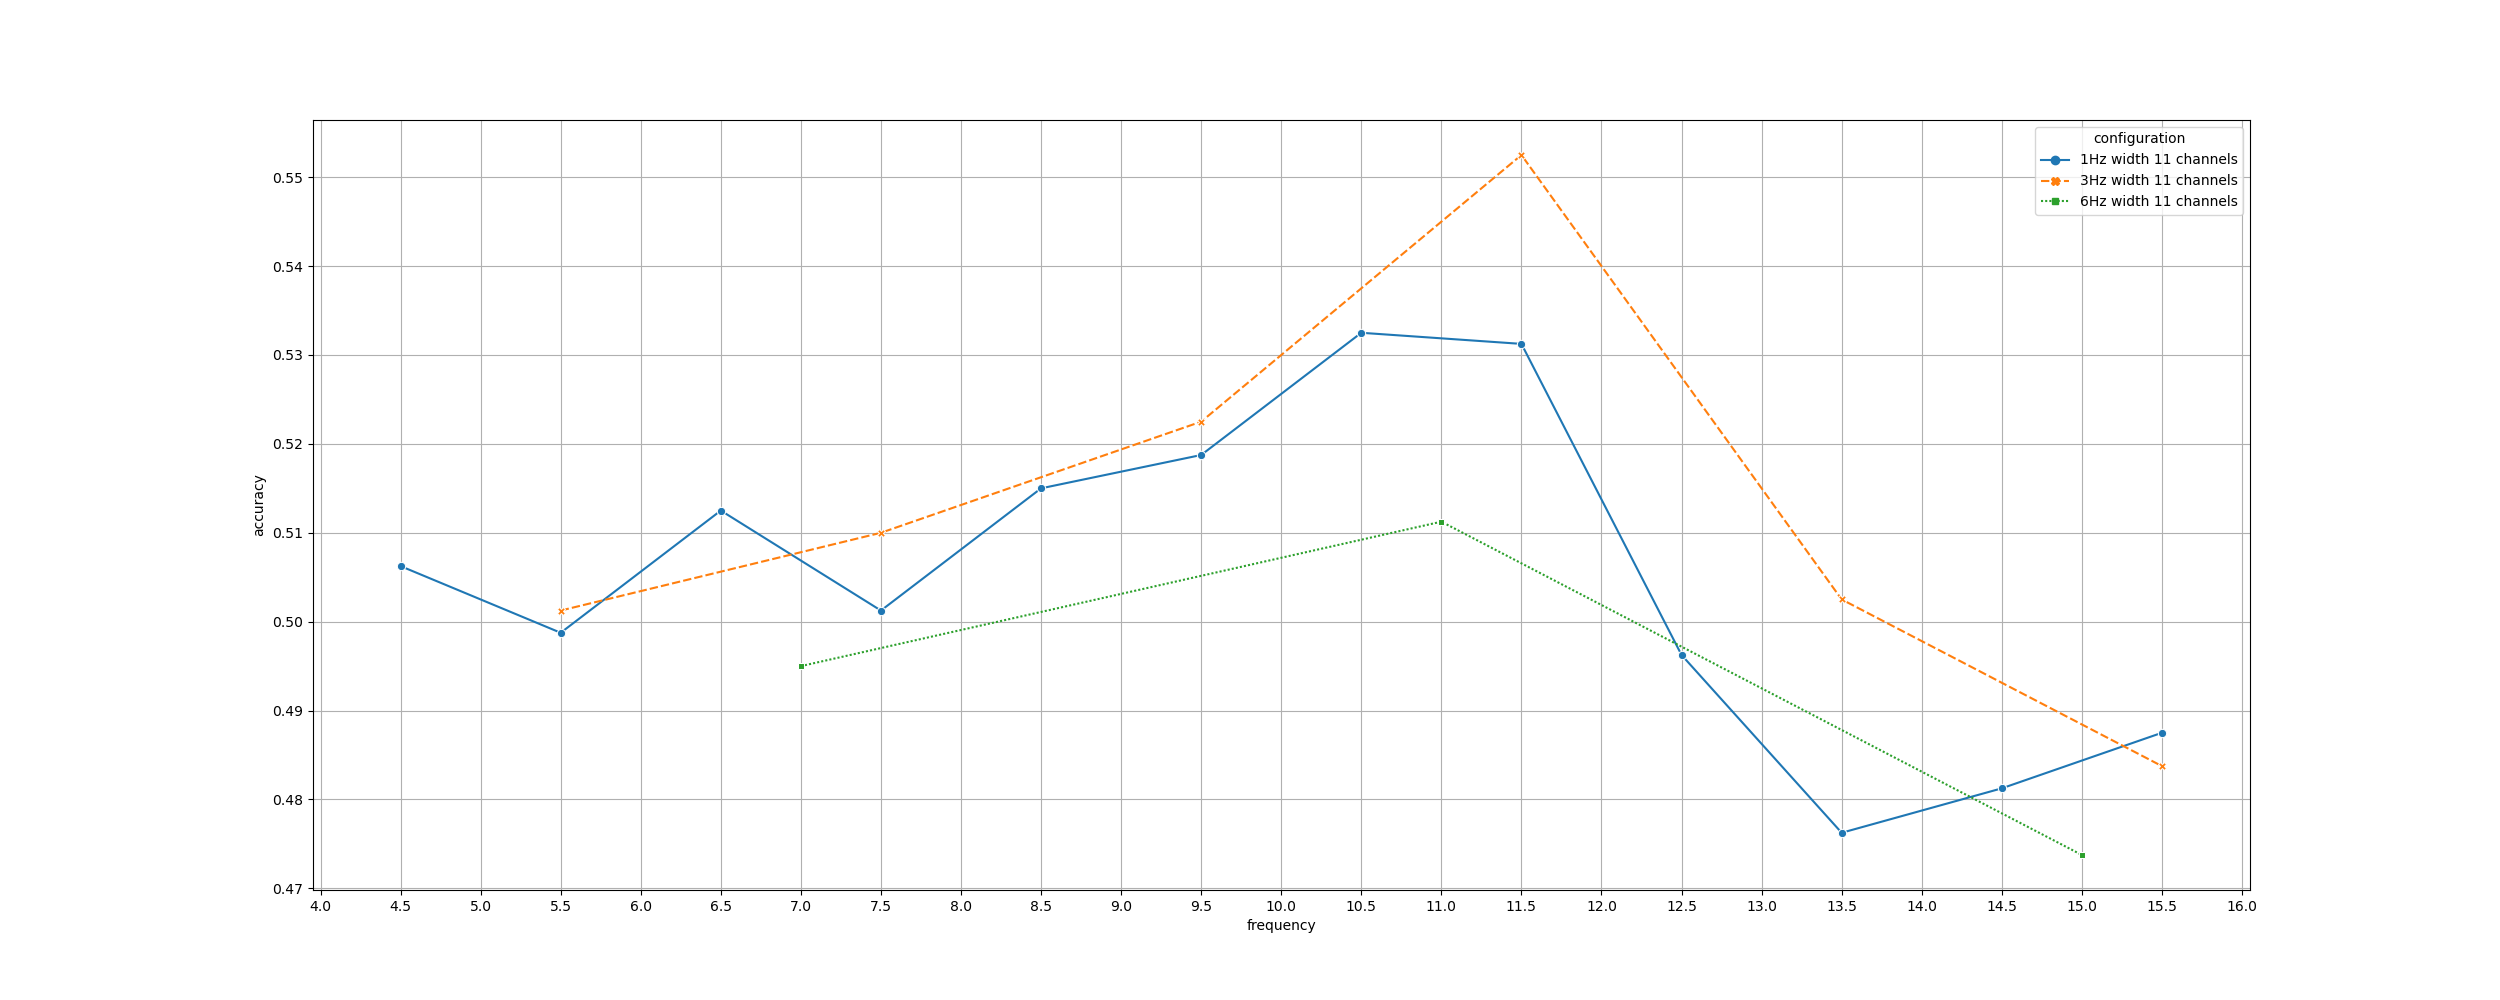 configuration
1Hz width 11 channels
3Hz width 11 channels
6Hz width 11 channels
0.55
0.54
0.53
0.52
0.51
0.50
0.49
0.48
0.47
accuracy
4.0 4.5 5.0 5.5 6.0 6.5 7.0 7.5 8.0 8.5 9.0 9.5 10.0 10.5 11.0 11.5 12.0 12.5 13.0 13.5 14.0 14.5 15.0 15.5 16.0
frequency